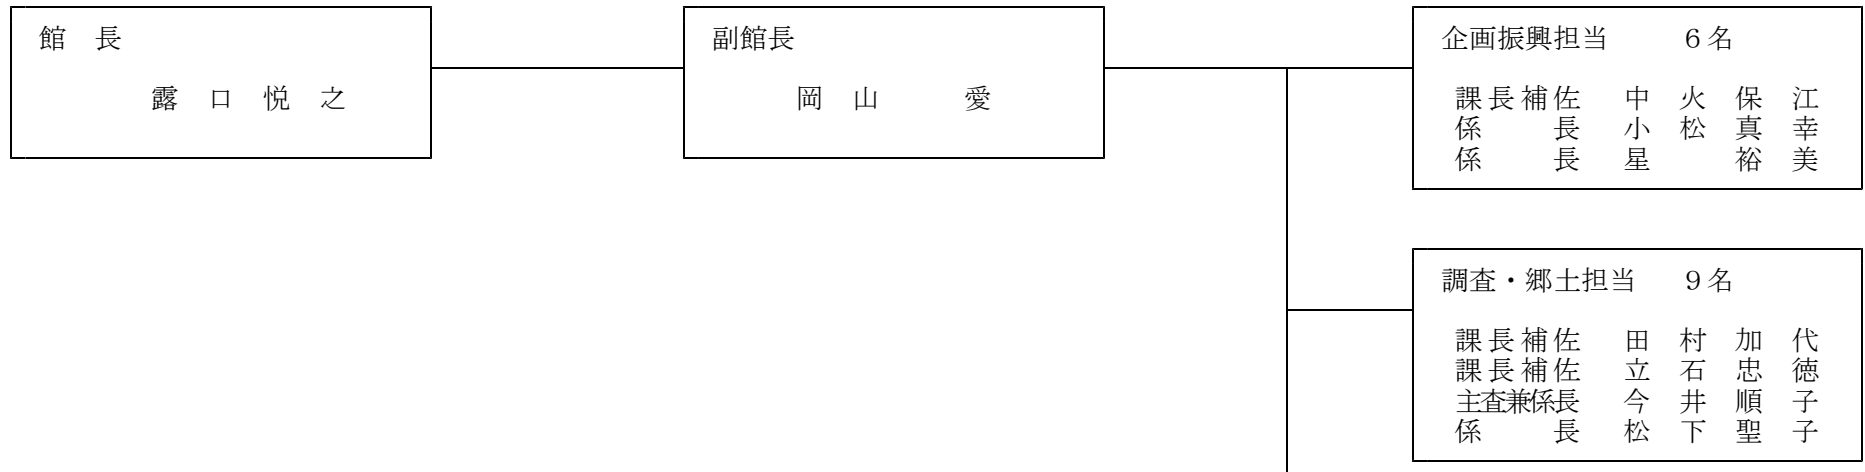 館　長
露　口　悦　之
副館長
岡　山　　　愛
企画振興担当　　６名
課長補佐　中　火　保　江
係　　長　小　松　真　幸
係　　長　星　　　裕　美
調査・郷土担当　　９名
課長補佐　田　村　加　代
課長補佐　立　石　忠　徳
主査兼係長　今　井　順　子
係　　長　松　下　聖　子